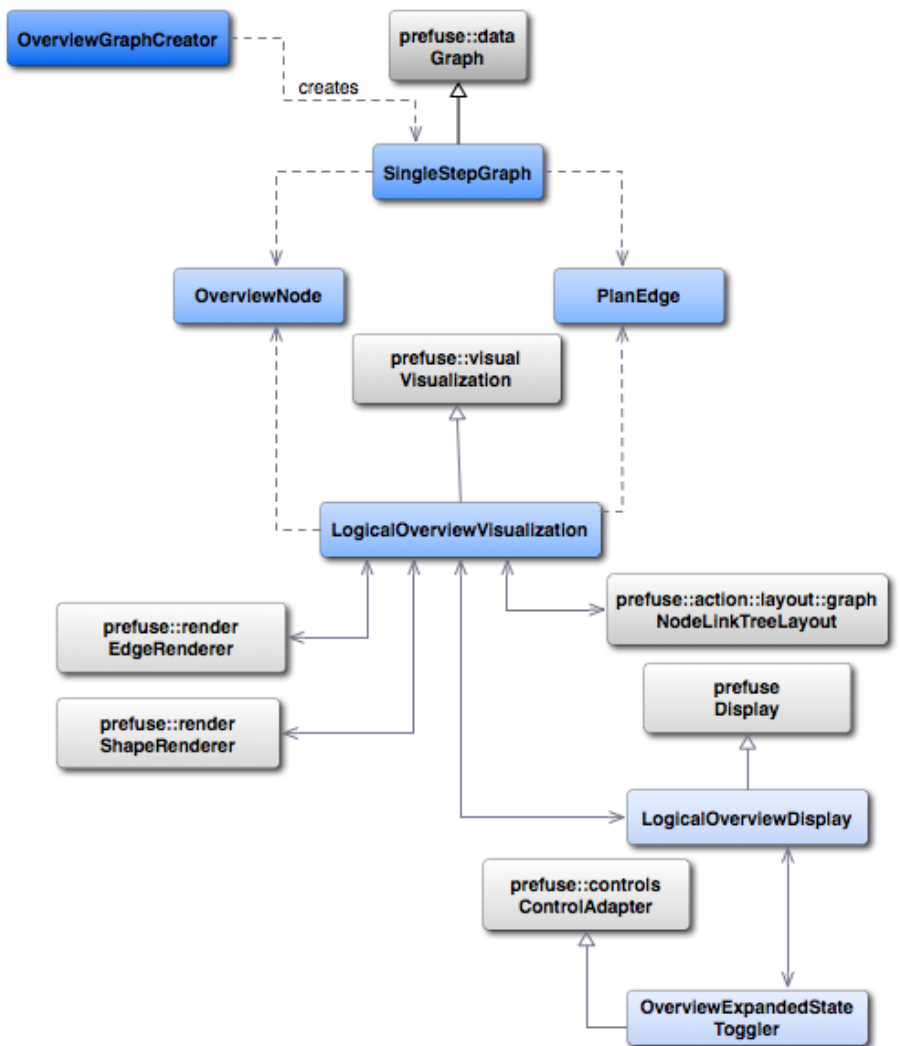 OverviewGraphCreator
prefuse::data
Graph
creates
SingleStepGraph
OverviewNode
PlanEdge
prefuse::visual
Visualization
LogicalOverviewVisualization
prefuse::action::layout::graph
NodeLinkTreeLayout
prefuse::render
EdgeRenderer
prefuse
Display
prefuse::render
ShapeRenderer
LogicalOverviewDisplay
prefuse::controls
ControlAdapter
OverviewExpandedState
Toggler